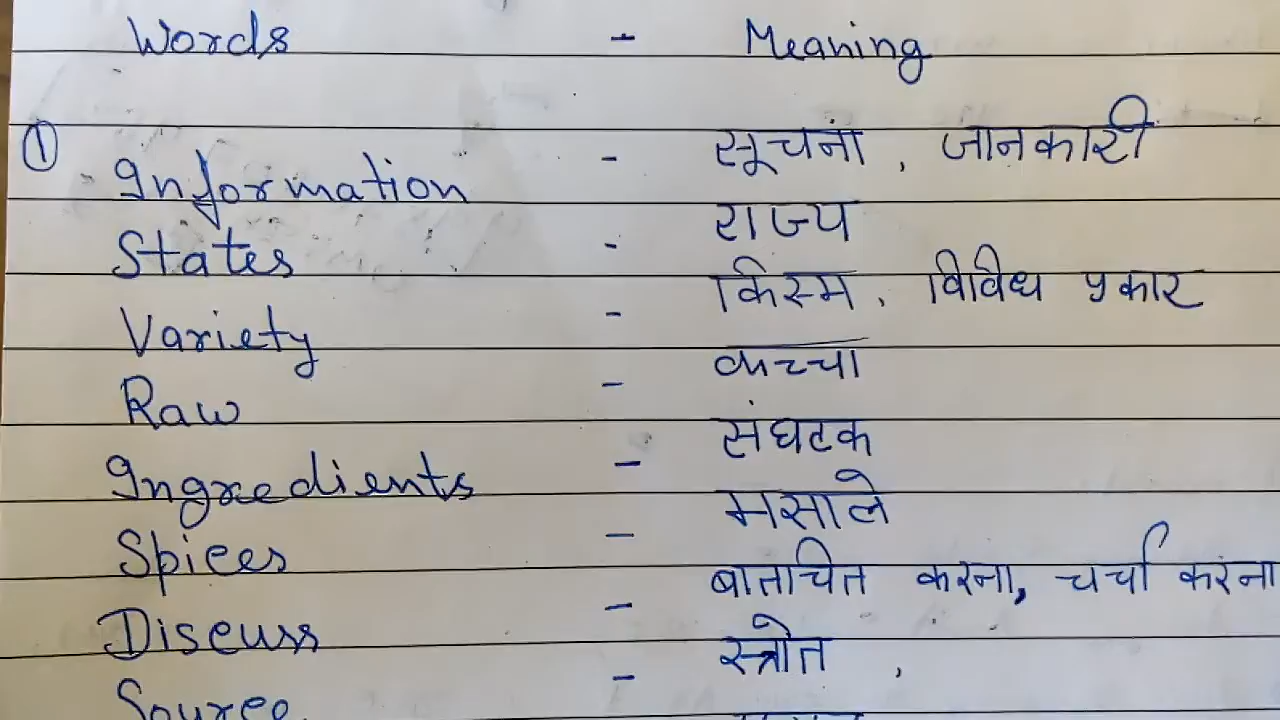 Words - Meaning
① Information - सूचना, जानकारी
States - राज्य
Variety - किस्म, विविध प्रकार
Raw - कच्चा
Ingredients - संघटक
Spices - मसाले
Discuss - बातचित करना, चर्चा करना
Source - स्त्रोत,